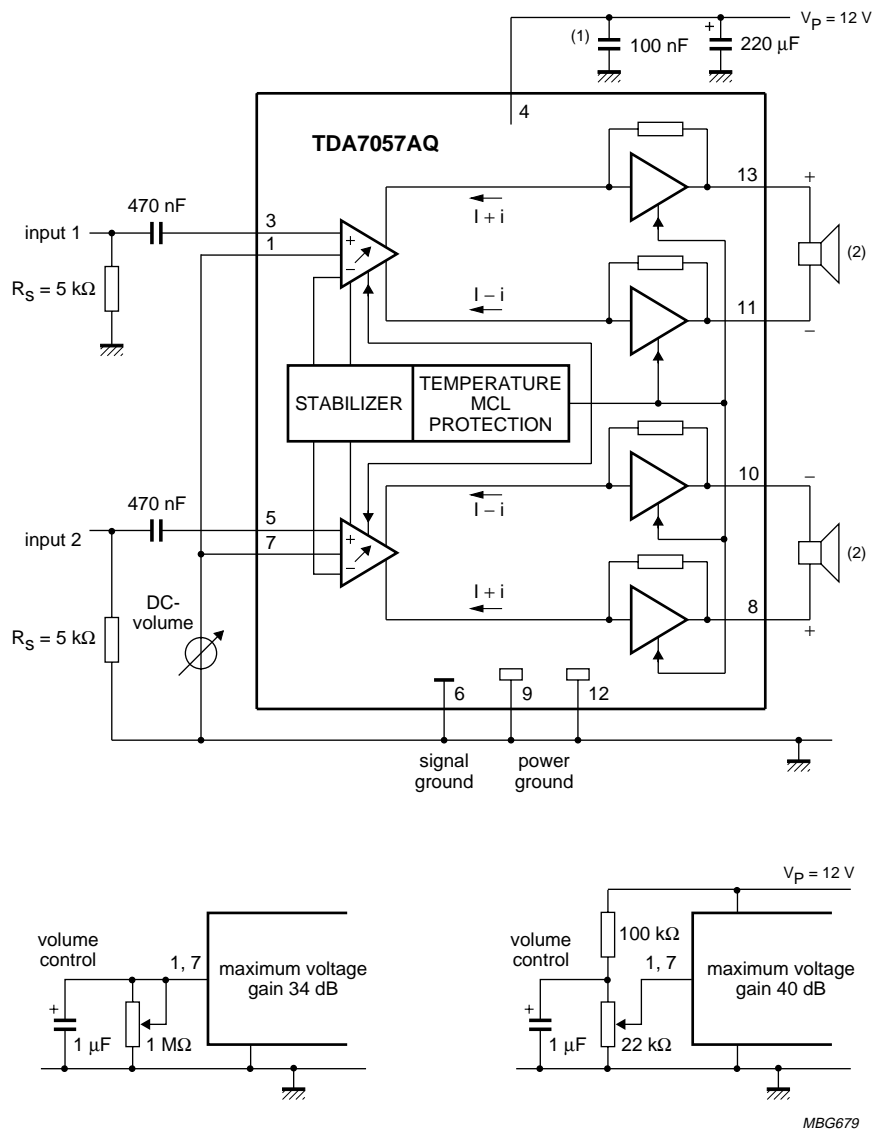 V_P = 12 V
(1)
100 nF
+
220 µF
4
TDA7057AQ
13
+
470 nF
input 1
3
1
+
−
I + i
(2)
R_S = 5 kΩ
I − i
11
−
STABILIZER
TEMPERATURE
MCL
PROTECTION
470 nF
10
−
input 2
5
7
+
−
I − i
(2)
DC-
volume
I + i
8
+
R_S = 5 kΩ
6
9
12
signal
ground
power
ground
volume
control
1, 7
+
1 µF
1 MΩ
maximum voltage
gain 34 dB
V_P = 12 V
volume
control
100 kΩ
1, 7
+
1 µF
22 kΩ
maximum voltage
gain 40 dB
MBG679